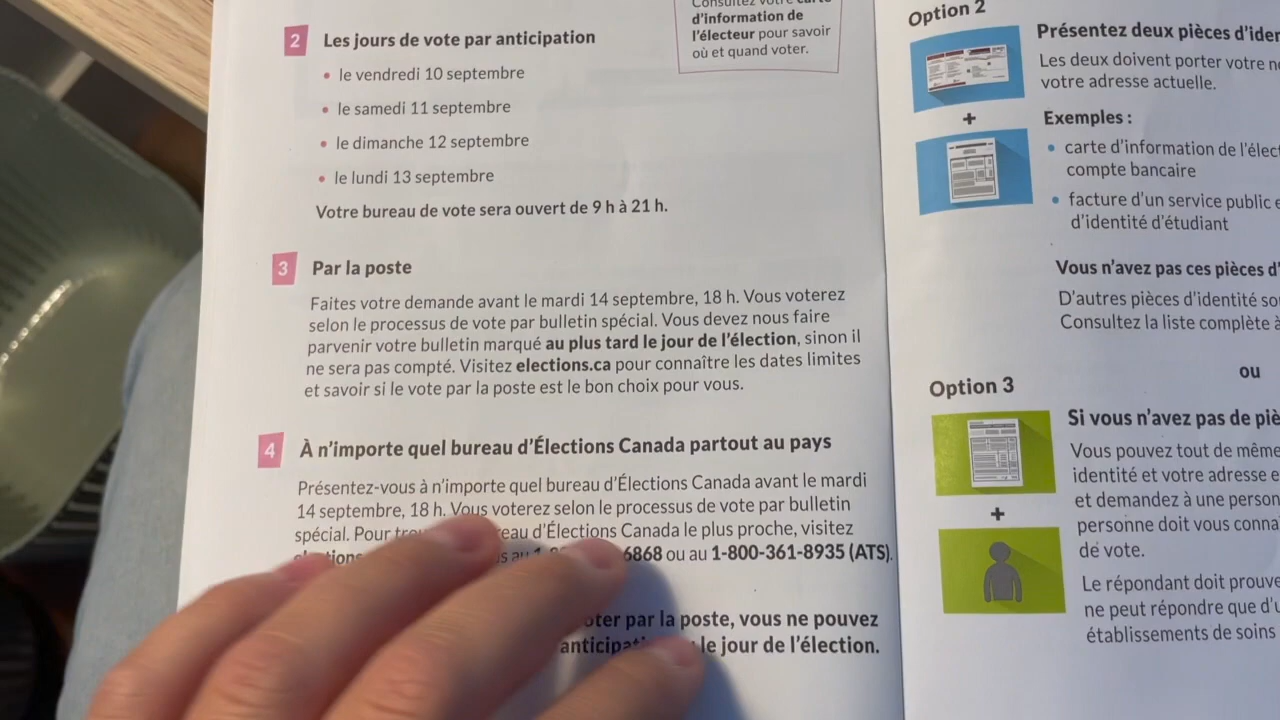 Consultez votre carte
d'information de
l'électeur pour savoir
où et quand voter.
2 Les jours de vote par anticipation
• le vendredi 10 septembre
• le samedi 11 septembre
• le dimanche 12 septembre
• le lundi 13 septembre
Votre bureau de vote sera ouvert de 9 h à 21 h.
3 Par la poste
Faites votre demande avant le mardi 14 septembre, 18 h. Vous voterez
selon le processus de vote par bulletin spécial. Vous devez nous faire
parvenir votre bulletin marqué au plus tard le jour de l'élection, sinon il
ne sera pas compté. Visitez elections.ca pour connaître les dates limites
et savoir si le vote par la poste est le bon choix pour vous.
4 À n'importe quel bureau d'Élections Canada partout au pays
Présentez-vous à n'importe quel bureau d'Élections Canada avant le mardi
14 septembre, 18 h. Vous voterez selon le processus de vote par bulletin
spécial. Pour eau d'Élections Canada le plus proche, visitez
au 6868 ou au 1-800-361-8935 (ATS).
oter par la poste, vous ne pouvez
anticipat le jour de l'élection.
Option 2
Présentez deux pièces d'iden
Les deux doivent porter votre no
votre adresse actuelle.
+
Exemples :
• carte d'information de l'élect
compte bancaire
• facture d'un service public e
d'identité d'étudiant
Vous n'avez pas ces pièces d'
D'autres pièces d'identité so
Consultez la liste complète à
ou
Option 3
Si vous n'avez pas de piè
Vous pouvez tout de même
identité et votre adresse e
et demandez à une person
+
personne doit vous conna
de vote.
Le répondant doit prouve
ne peut répondre que d'u
établissements de soins